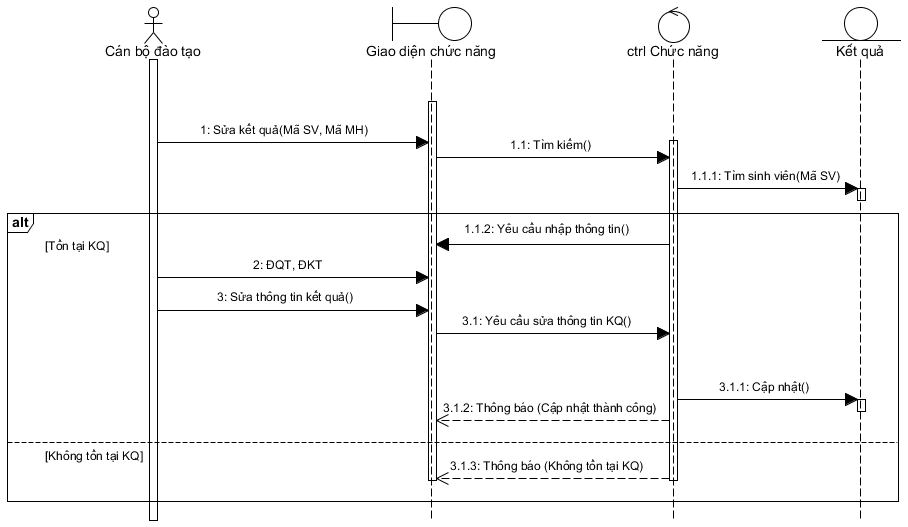 Cán bộ đào tạo
Giao diện chức năng
ctrl Chức năng
Kết quả
1: Sửa kết quả(Mã SV, Mã MH)
1.1: Tìm kiếm()
1.1.1: Tìm sinh viên(Mã SV)
alt
[Tồn tại KQ]
1.1.2: Yêu cầu nhập thông tin()
2: ĐQT, ĐKT
3: Sửa thông tin kết quả()
3.1: Yêu cầu sửa thông tin KQ()
3.1.1: Cập nhật()
3.1.2: Thông báo (Cập nhật thành công)
[Không tồn tại KQ]
3.1.3: Thông báo (Không tồn tại KQ)